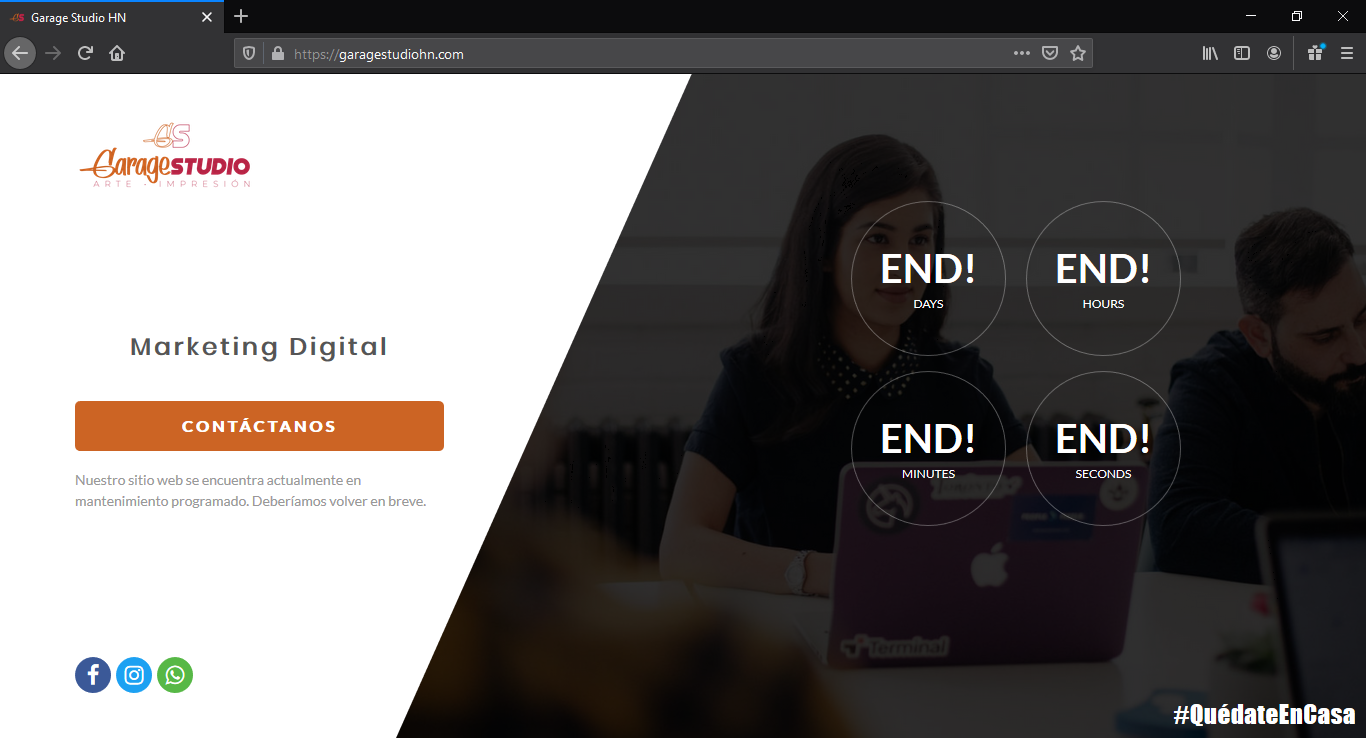 Garage Studio HN
https://garagestudiohn.com
GS
GarageSTUDIO
ARTE - IMPRESIÓN
Marketing Digital
CONTÁCTANOS
Nuestro sitio web se encuentra actualmente en
mantenimiento programado. Deberíamos volver en breve.
END!
DAYS
END!
HOURS
END!
MINUTES
END!
SECONDS
Terminal
#QuédateEnCasa